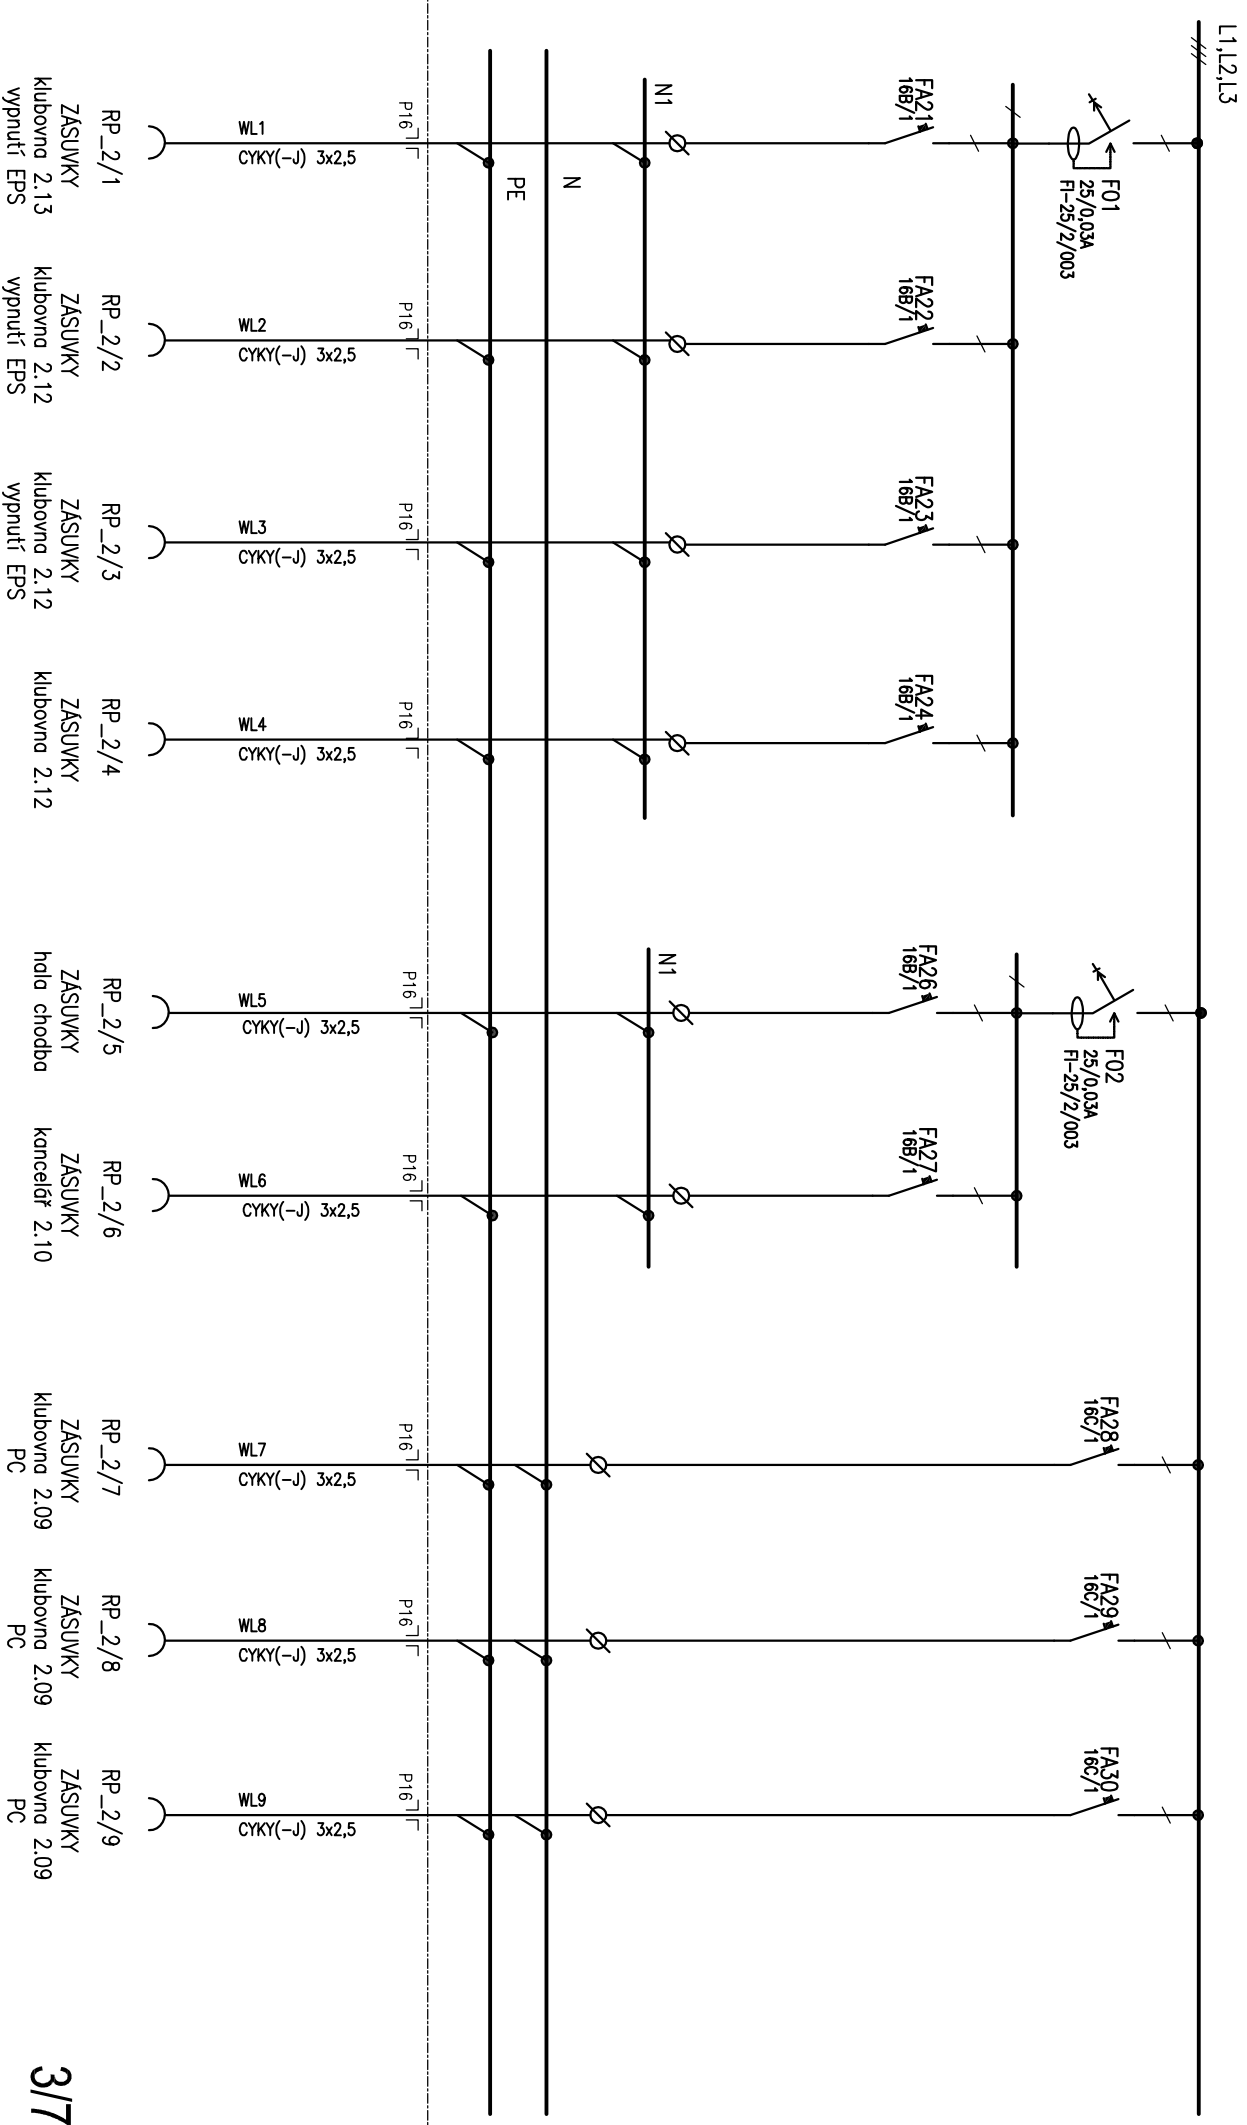 L1,L2,L3
F01
25/0,03A
FI-25/2/003
F02
25/0,03A
FI-25/2/003
FA21
16B/1
FA22
16B/1
FA23
16B/1
FA24
16B/1
FA26
16B/1
FA27
16B/1
FA28
16C/1
FA29
16C/1
FA30
16C/1
N1
N1
N
PE
P16
P16
P16
P16
P16
P16
P16
P16
P16
WL1
CYKY(-J) 3x2,5
WL2
CYKY(-J) 3x2,5
WL3
CYKY(-J) 3x2,5
WL4
CYKY(-J) 3x2,5
WL5
CYKY(-J) 3x2,5
WL6
CYKY(-J) 3x2,5
WL7
CYKY(-J) 3x2,5
WL8
CYKY(-J) 3x2,5
WL9
CYKY(-J) 3x2,5
RP_2/1
ZÁSUVKY
klubovna 2.13
vypnutí EPS
RP_2/2
ZÁSUVKY
klubovna 2.12
vypnutí EPS
RP_2/3
ZÁSUVKY
klubovna 2.12
vypnutí EPS
RP_2/4
ZÁSUVKY
klubovna 2.12
RP_2/5
ZÁSUVKY
hala chodba
RP_2/6
ZÁSUVKY
kancelář 2.10
RP_2/7
ZÁSUVKY
klubovna 2.09
PC
RP_2/8
ZÁSUVKY
klubovna 2.09
PC
RP_2/9
ZÁSUVKY
klubovna 2.09
PC
3/7